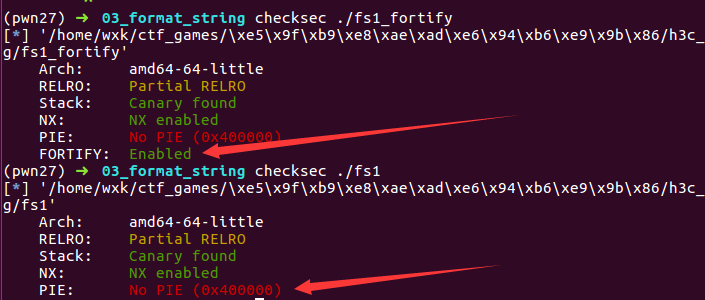 (pwn27) ➜  03_format_string checksec ./fs1_fortify
[*] '/home/wxk/ctf_games/\xe5\x9f\xb9\xe8\xae\xad\xe6\x94\xb6\xe9\x9b\x86/h3c_
g/fs1_fortify'
    Arch:     amd64-64-little
    RELRO:    Partial RELRO
    Stack:    Canary found
    NX:       NX enabled
    PIE:      No PIE (0x400000)
    FORTIFY:  Enabled
(pwn27) ➜  03_format_string checksec ./fs1
[*] '/home/wxk/ctf_games/\xe5\x9f\xb9\xe8\xae\xad\xe6\x94\xb6\xe9\x9b\x86/h3c_
g/fs1'
    Arch:     amd64-64-little
    RELRO:    Partial RELRO
    Stack:    Canary found
    NX:       NX enabled
    PIE:      No PIE (0x400000)